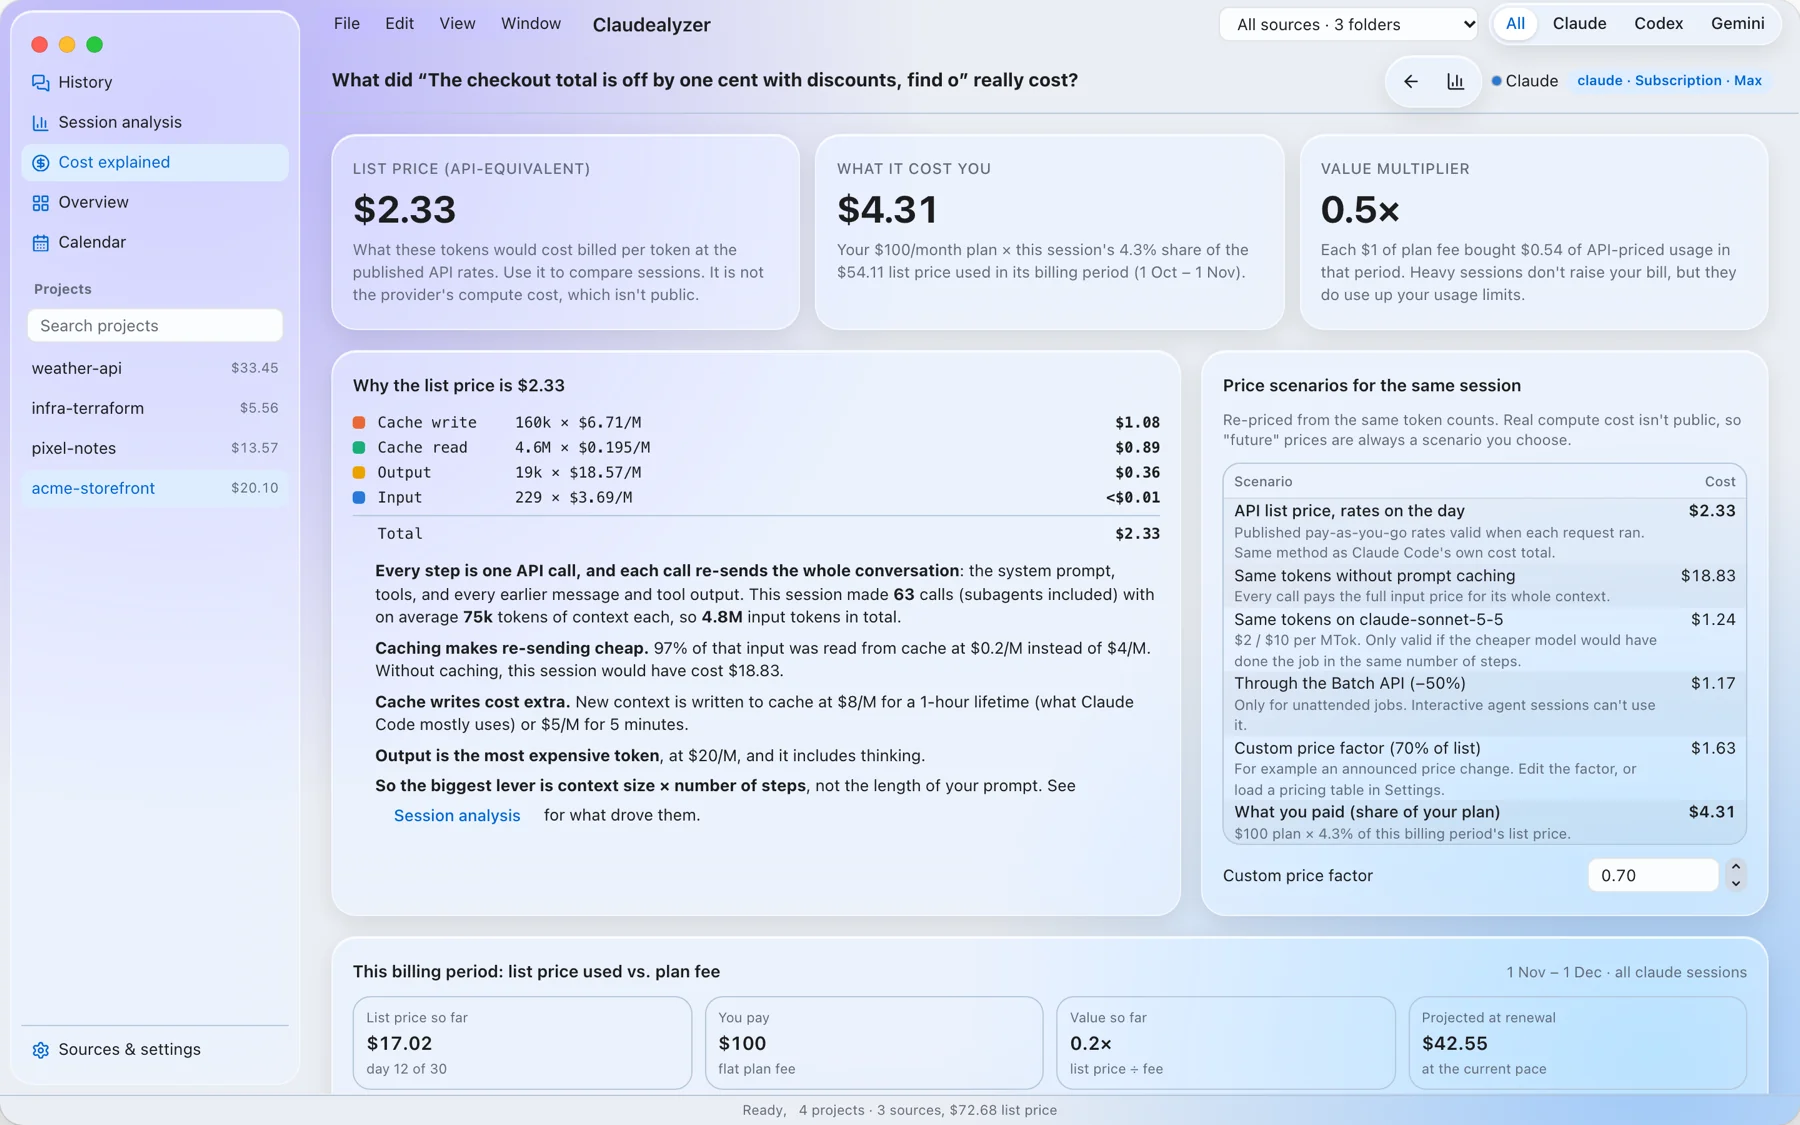 File Edit View Window Claudealyzer
All sources · 3 folders
All Claude Codex Gemini
History
Session analysis
Cost explained
Overview
Calendar
Projects
Search projects
weather-api $33.45
infra-terraform $5.56
pixel-notes $13.57
acme-storefront $20.10
Sources & settings
What did “The checkout total is off by one cent with discounts, find o” really cost?
Claude
claude · Subscription · Max
LIST PRICE (API-EQUIVALENT)
$2.33
What these tokens would cost billed per token at the
published API rates. Use it to compare sessions. It is not
the provider's compute cost, which isn't public.
WHAT IT COST YOU
$4.31
Your $100/month plan × this session's 4.3% share of the
$54.11 list price used in its billing period (1 Oct – 1 Nov).
VALUE MULTIPLIER
0.5×
Each $1 of plan fee bought $0.54 of API-priced usage in
that period. Heavy sessions don't raise your bill, but they
do use up your usage limits.
Why the list price is $2.33
Cache write 160k × $6.71/M $1.08
Cache read 4.6M × $0.195/M $0.89
Output 19k × $18.57/M $0.36
Input 229 × $3.69/M <$0.01
Total $2.33
Every step is one API call, and each call re-sends the whole conversation: the system prompt,
tools, and every earlier message and tool output. This session made 63 calls (subagents included) with
on average 75k tokens of context each, so 4.8M input tokens in total.
Caching makes re-sending cheap. 97% of that input was read from cache at $0.2/M instead of $4/M.
Without caching, this session would have cost $18.83.
Cache writes cost extra. New context is written to cache at $8/M for a 1-hour lifetime (what Claude
Code mostly uses) or $5/M for 5 minutes.
Output is the most expensive token, at $20/M, and it includes thinking.
So the biggest lever is context size × number of steps, not the length of your prompt. See
Session analysis for what drove them.
Price scenarios for the same session
Re-priced from the same token counts. Real compute cost isn't public, so
"future" prices are always a scenario you choose.
Scenario Cost
API list price, rates on the day $2.33
Published pay-as-you-go rates valid when each request ran.
Same method as Claude Code's own cost total.
Same tokens without prompt caching $18.83
Every call pays the full input price for its whole context.
Same tokens on claude-sonnet-5-5 $1.24
$2 / $10 per MTok. Only valid if the cheaper model would have
done the job in the same number of steps.
Through the Batch API (−50%) $1.17
Only for unattended jobs. Interactive agent sessions can't use
it.
Custom price factor (70% of list) $1.63
For example an announced price change. Edit the factor, or
load a pricing table in Settings.
What you paid (share of your plan) $4.31
$100 plan × 4.3% of this billing period's list price.
Custom price factor 0.70
This billing period: list price used vs. plan fee
1 Nov – 1 Dec · all claude sessions
List price so far
$17.02
day 12 of 30
You pay
$100
flat plan fee
Value so far
0.2×
list price ÷ fee
Projected at renewal
$42.55
at the current pace
Ready, 4 projects · 3 sources, $72.68 list price